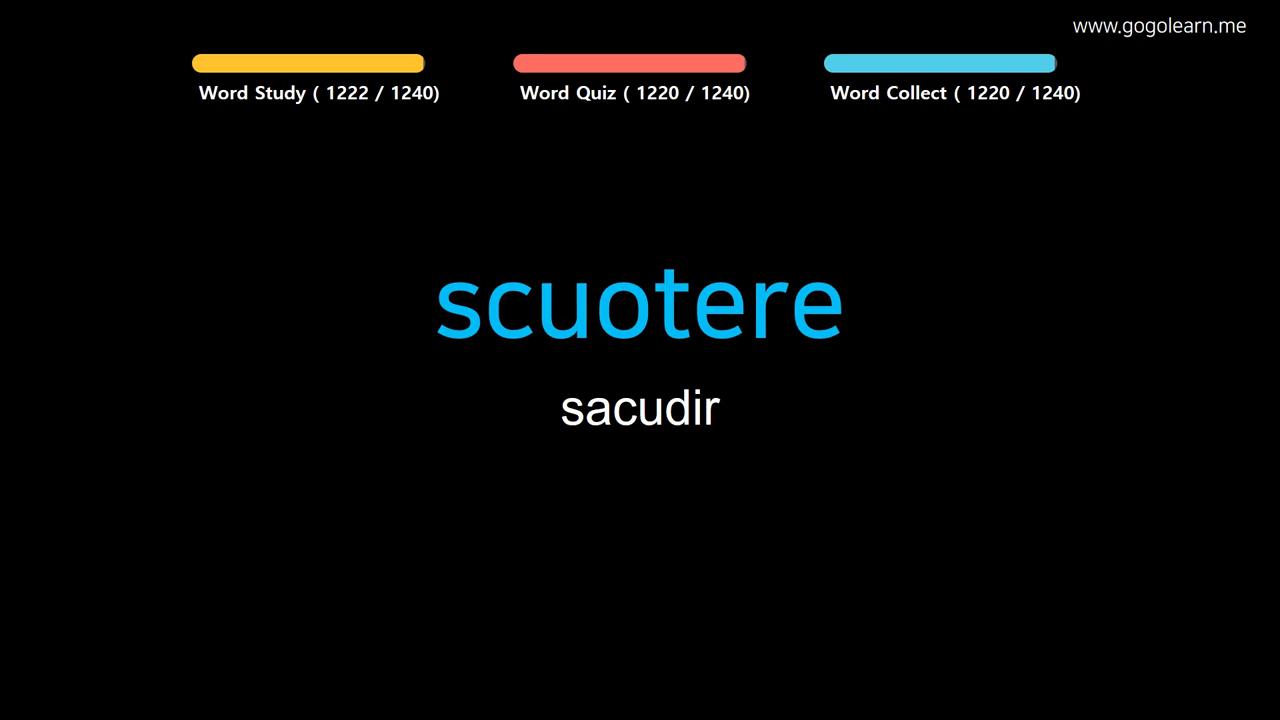 www.gogolearn.me
Word Study ( 1222 / 1240)
Word Quiz ( 1220 / 1240)
Word Collect ( 1220 / 1240)
scuotere
sacudir